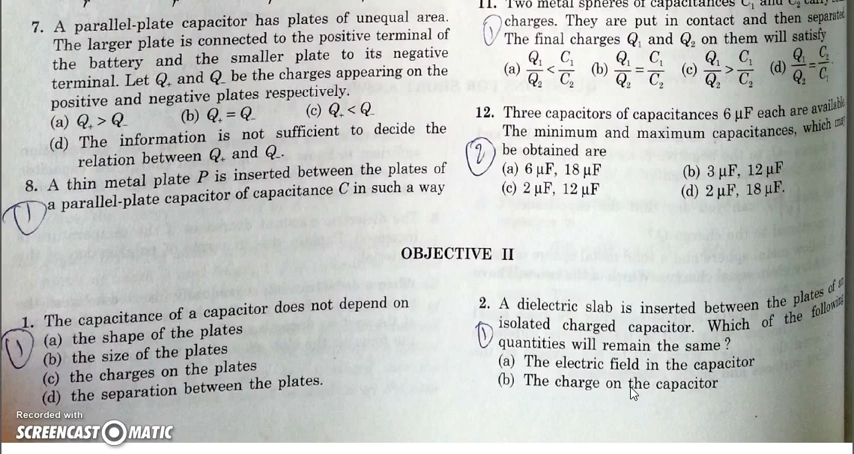 7. A parallel-plate capacitor has plates of unequal area.
The larger plate is connected to the positive terminal of
the battery and the smaller plate to its negative
terminal. Let Q₊ and Q₋ be the charges appearing on the
positive and negative plates respectively.
(a) Q₊ > Q₋ (b) Q₊ = Q₋ (c) Q₊ < Q₋
(d) The information is not sufficient to decide the
relation between Q₊ and Q₋.
8. A thin metal plate P is inserted between the plates of
(1) a parallel-plate capacitor of capacitance C in such a way
11. Two metal spheres of capacitances C₁ and C₂ carry
(1) charges. They are put in contact and then separated
The final charges Q₁ and Q₂ on them will satisfy
(a) Q₁/Q₂ < C₁/C₂ (b) Q₁/Q₂ = C₁/C₂ (c) Q₁/Q₂ > C₁/C₂ (d) Q₁/Q₂ = C₂/C₁.
12. Three capacitors of capacitances 6 μF each are available
The minimum and maximum capacitances, which may
(2) be obtained are
(a) 6 μF, 18 μF (b) 3 μF, 12 μF
(c) 2 μF, 12 μF (d) 2 μF, 18 μF.
OBJECTIVE II
1. The capacitance of a capacitor does not depend on
(1) (a) the shape of the plates
(b) the size of the plates
(c) the charges on the plates
(d) the separation between the plates.
2. A dielectric slab is inserted between the plates of
(1) isolated charged capacitor. Which of the following
quantities will remain the same ?
(a) The electric field in the capacitor
(b) The charge on the capacitor
Recorded with
SCREENCAST O MATIC